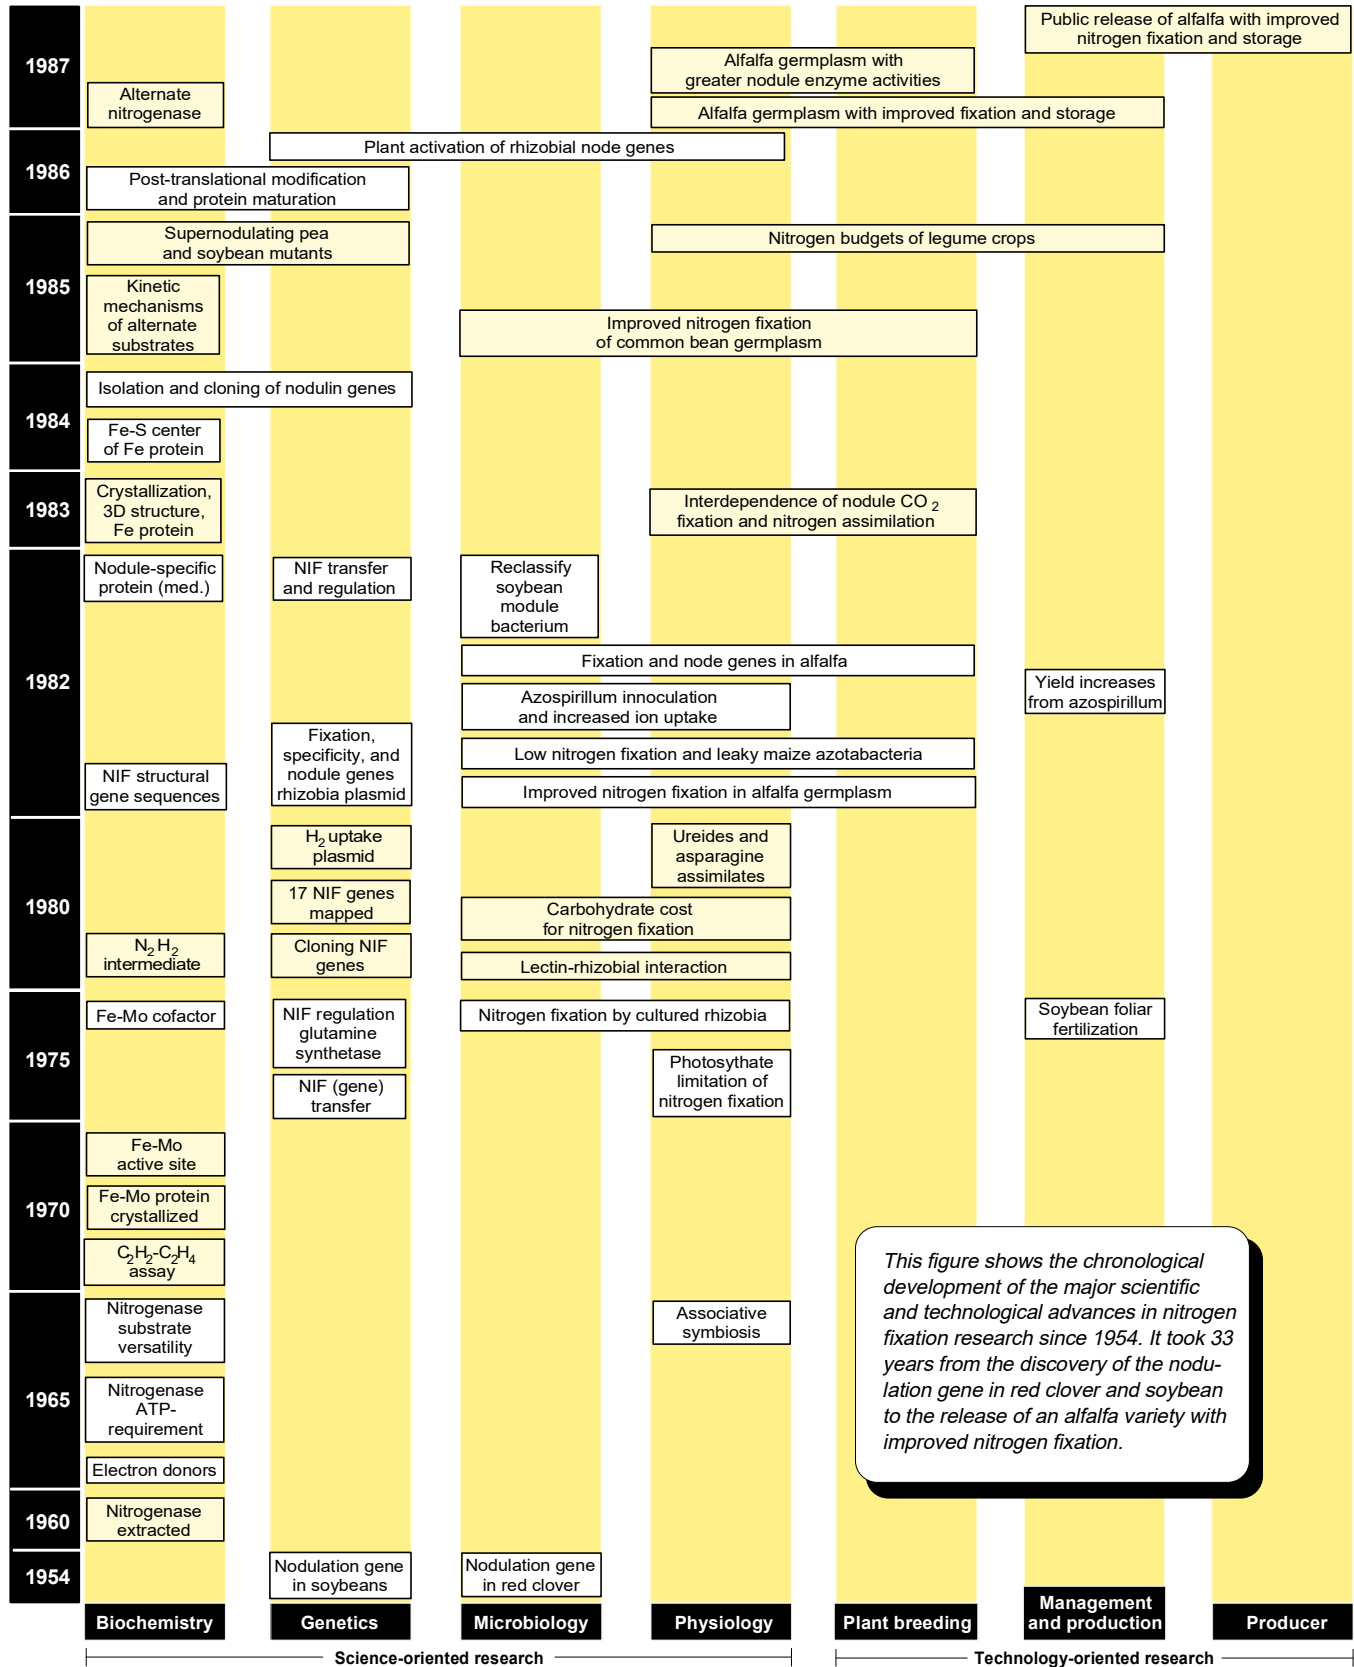 Public release of alfalfa with improved
nitrogen fixation and storage
1987
Alfalfa germplasm with
greater nodule enzyme activities
Alternate
nitrogenase
Alfalfa germplasm with improved fixation and storage
1986
Plant activation of rhizobial node genes
Post-translational modification
and protein maturation
1985
Supernodulating pea
and soybean mutants
Nitrogen budgets of legume crops
Kinetic
mechanisms
of alternate
substrates
Improved nitrogen fixation
of common bean germplasm
1984
Isolation and cloning of nodulin genes
Fe-S center
of Fe protein
1983
Crystallization,
3D structure,
Fe protein
Interdependence of nodule CO2
fixation and nitrogen assimilation
1982
Nodule-specific
protein (med.)
NIF transfer
and regulation
Reclassify
soybean
module
bacterium
Fixation and node genes in alfalfa
Azospirillum innoculation
and increased ion uptake
Yield increases
from azospirillum
Fixation,
specificity, and
nodule genes
rhizobia plasmid
Low nitrogen fixation and leaky maize azotabacteria
NIF structural
gene sequences
Improved nitrogen fixation in alfalfa germplasm
1980
H2 uptake
plasmid
Ureides and
asparagine
assimilates
17 NIF genes
mapped
Carbohydrate cost
for nitrogen fixation
N2H2
intermediate
Cloning NIF
genes
Lectin-rhizobial interaction
1975
Fe-Mo cofactor
NIF regulation
glutamine
synthetase
Nitrogen fixation by cultured rhizobia
Soybean foliar
fertilization
Photosythate
limitation of
nitrogen fixation
NIF (gene)
transfer
1970
Fe-Mo
active site
Fe-Mo protein
crystallized
C2H2-C2H4
assay
1965
Nitrogenase
substrate
versatility
Associative
symbiosis
Nitrogenase
ATP-
requirement
Electron donors
This figure shows the chronological
development of the major scientific
and technological advances in nitrogen
fixation research since 1954. It took 33
years from the discovery of the nodu-
lation gene in red clover and soybean
to the release of an alfalfa variety with
improved nitrogen fixation.
1960
Nitrogenase
extracted
1954
Nodulation gene
in soybeans
Nodulation gene
in red clover
Biochemistry
Genetics
Microbiology
Physiology
Plant breeding
Management
and production
Producer
Science-oriented research
Technology-oriented research